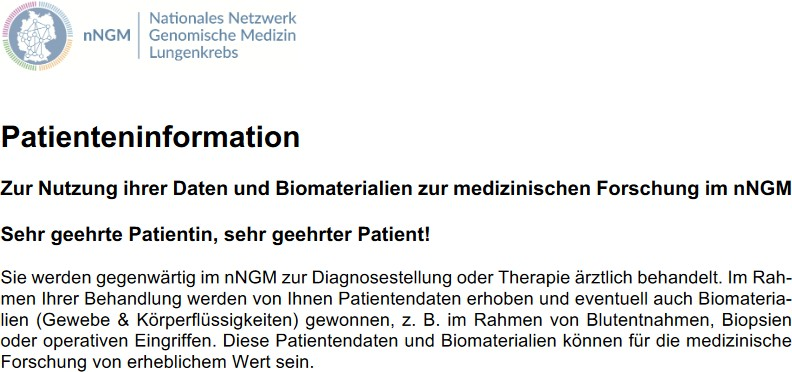 nNGM
Nationales Netzwerk
Genomische Medizin
Lungenkrebs
Patienteninformation
Zur Nutzung ihrer Daten und Biomaterialien zur medizinischen Forschung im nNGM
Sehr geehrte Patientin, sehr geehrter Patient!
Sie werden gegenwärtig im nNGM zur Diagnosestellung oder Therapie ärztlich behandelt. Im Rah-
men Ihrer Behandlung werden von Ihnen Patientendaten erhoben und eventuell auch Biomateria-
lien (Gewebe & Körperflüssigkeiten) gewonnen, z. B. im Rahmen von Blutentnahmen, Biopsien
oder operativen Eingriffen. Diese Patientendaten und Biomaterialien können für die medizinische
Forschung von erheblichem Wert sein.